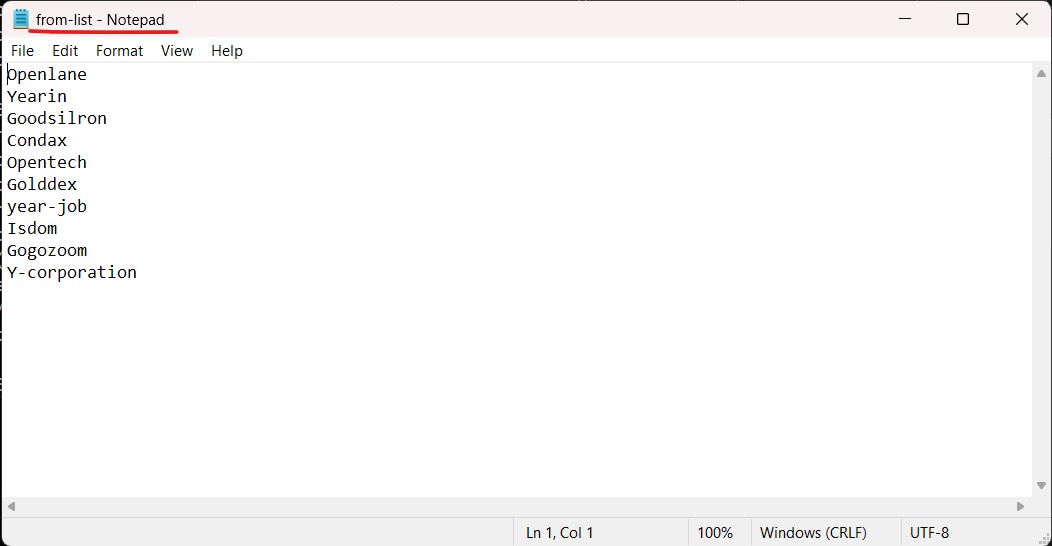 from-list - Notepad
File Edit Format View Help
Openlane
Yearin
Goodsilron
Condax
Opentech
Golddex
year-job
Isdom
Gogozoom
Y-corporation
Ln 1, Col 1 100% Windows (CRLF) UTF-8